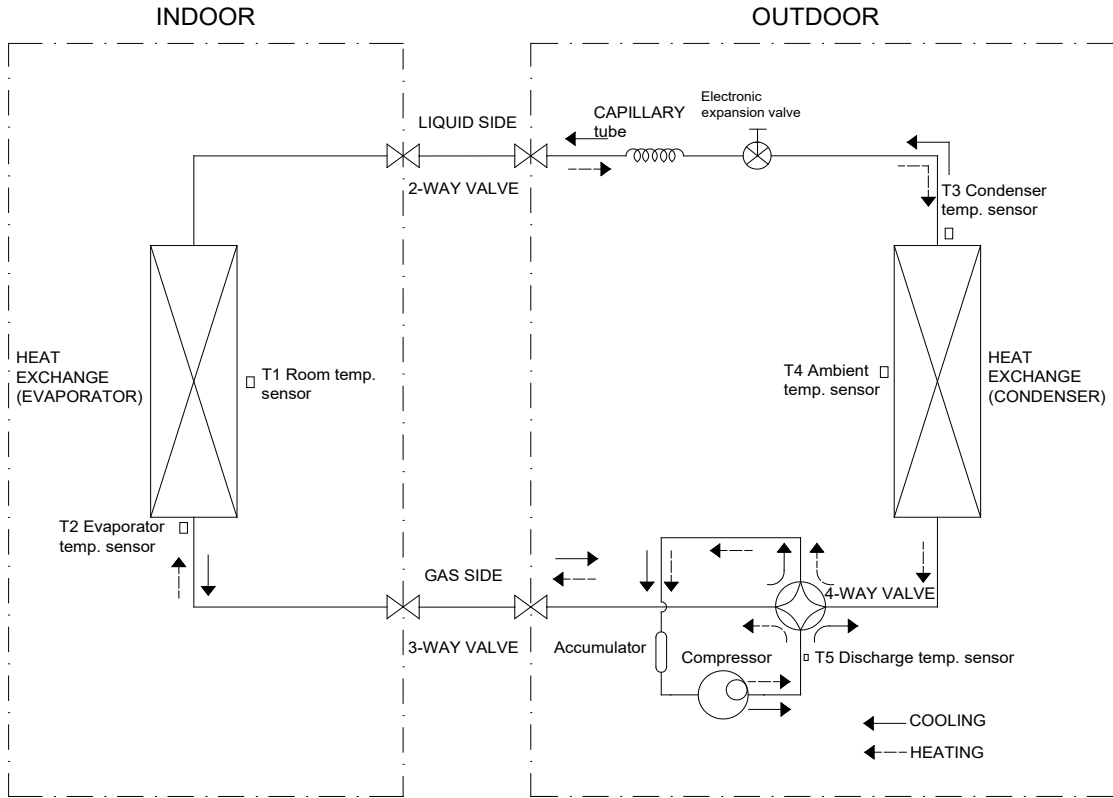 INDOOR
OUTDOOR
Electronic
expansion valve
LIQUID SIDE
CAPILLARY
tube
2-WAY VALVE
T3 Condenser
temp. sensor
HEAT
EXCHANGE
(EVAPORATOR)
T1 Room temp.
sensor
T4 Ambient
temp. sensor
HEAT
EXCHANGE
(CONDENSER)
T2 Evaporator
temp. sensor
GAS SIDE
4-WAY VALVE
3-WAY VALVE
Accumulator
Compressor
T5 Discharge temp. sensor
COOLING
HEATING